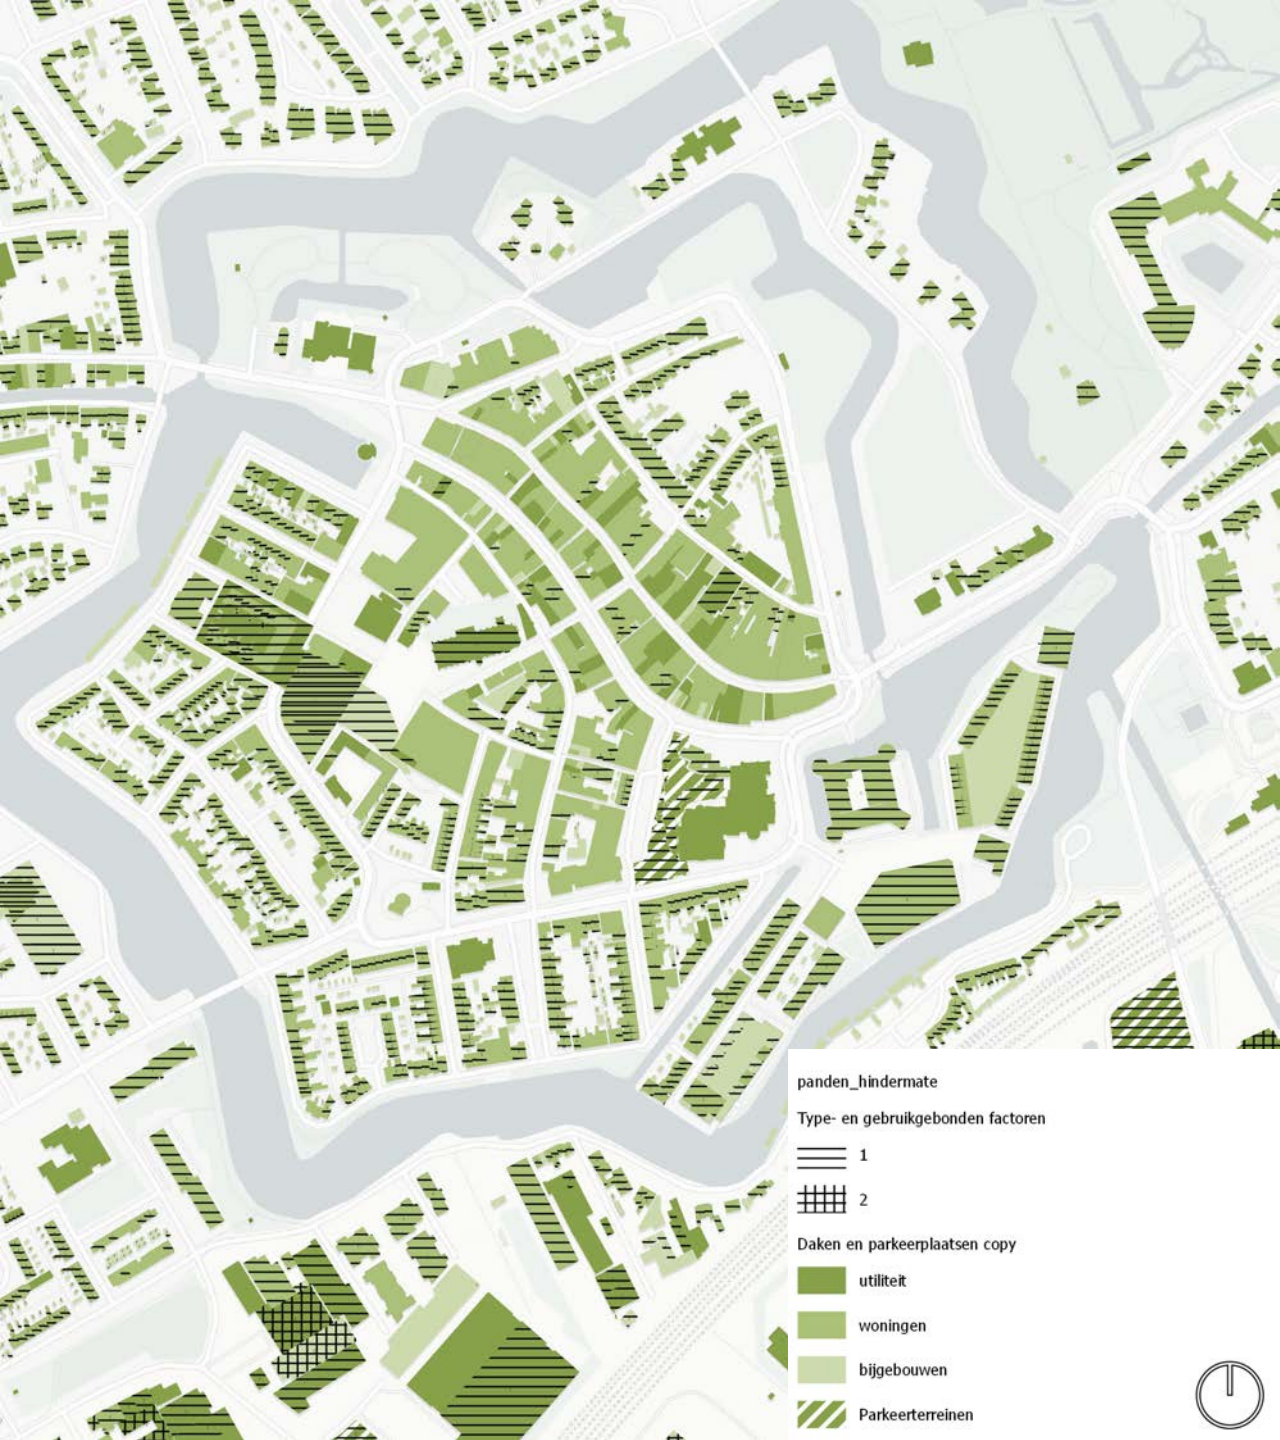 panden_hindermate
Type- en gebruikgebonden factoren
1
2
Daken en parkeerplaatsen copy
utiliteit
woningen
bijgebouwen
Parkeerterreinen